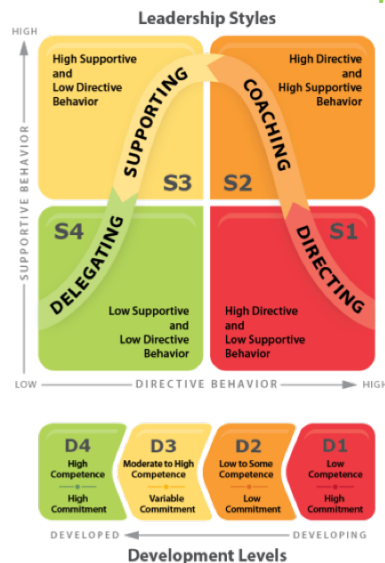 Leadership Styles
HIGH
High Supportive
and
Low Directive
Behavior
High Directive
and
High Supportive
Behavior
SUPPORTING
COACHING
S3
S2
SUPPORTIVE BEHAVIOR
S4
S1
DELEGATING
DIRECTING
Low Supportive
and
Low Directive
Behavior
High Directive
and
Low Supportive
Behavior
LOW
DIRECTIVE BEHAVIOR
HIGH
D4
High
Competence
High
Commitment
D3
Moderate to High
Competence
Variable
Commitment
D2
Low to Some
Competence
Low
Commitment
D1
Low
Competence
High
Commitment
DEVELOPED
DEVELOPING
Development Levels